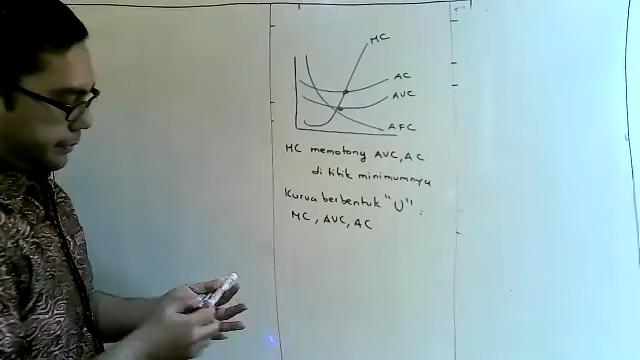 MC
AC
AVC
AFC
MC memotong AVC, AC
di titik minimumnya
Kurva berbentuk "U" :
MC, AVC, AC